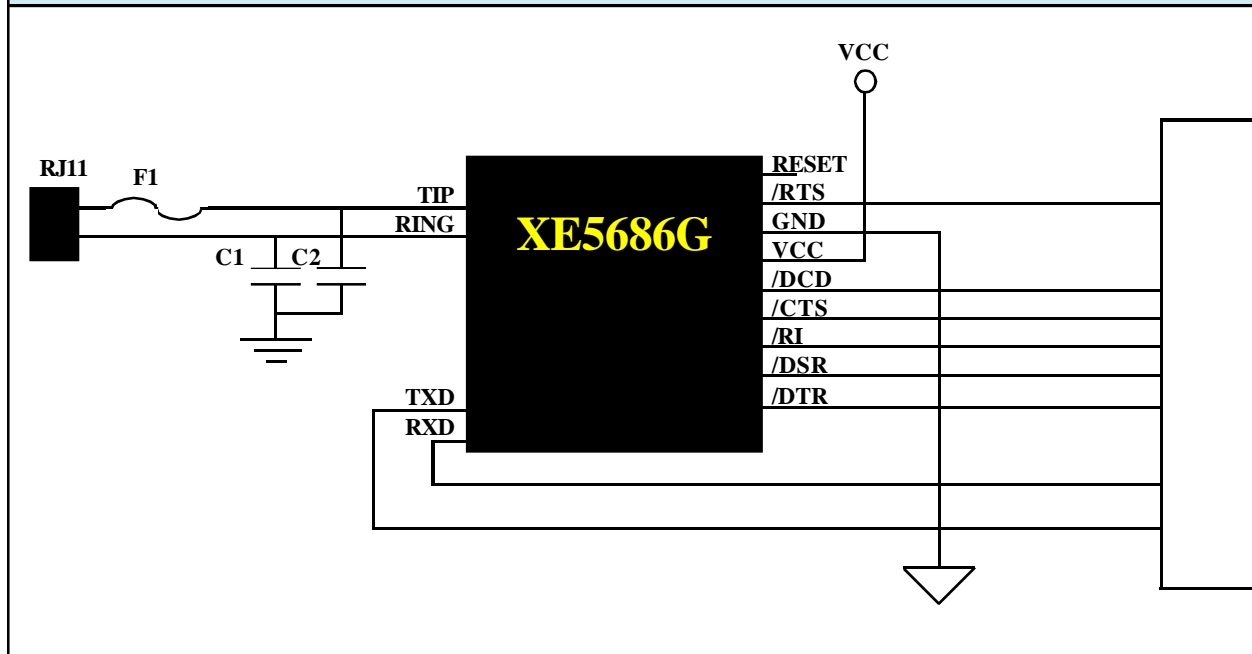 VCC
RJ11
F1
TIP
RING
C1
C2
TXD
RXD
XE5686G
RESET
/RTS
GND
VCC
/DCD
/CTS
/RI
/DSR
/DTR